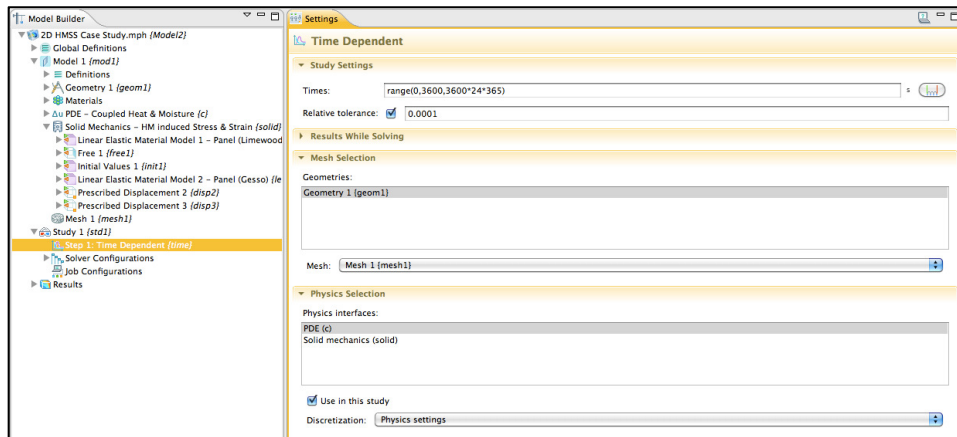 Model Builder
2D HMSS Case Study.mph (Model2)
Global Definitions
Model 1 (mod1)
Definitions
Geometry 1 (geom1)
Materials
Δu PDE – Coupled Heat & Moisture (c)
Solid Mechanics – HM induced Stress & Strain (solid)
Linear Elastic Material Model 1 – Panel (Limewood
Free 1 (free1)
Initial Values 1 (init1)
Linear Elastic Material Model 2 – Panel (Gesso) (le
Prescribed Displacement 2 (disp2)
Prescribed Displacement 3 (disp3)
Mesh 1 (mesh1)
Study 1 (std1)
Step 1: Time Dependent (time)
Solver Configurations
Job Configurations
Results
Settings
Time Dependent
Study Settings
Times: range(0,3600,3600*24*365) s
Relative tolerance: 0.0001
Results While Solving
Mesh Selection
Geometries:
Geometry 1 {geom1}
Mesh: Mesh 1 {mesh1}
Physics Selection
Physics interfaces:
PDE (c)
Solid mechanics (solid)
Use in this study
Discretization: Physics settings